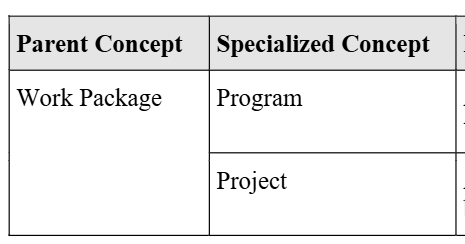 Parent Concept Specialized Concept
Work Package Program
Project